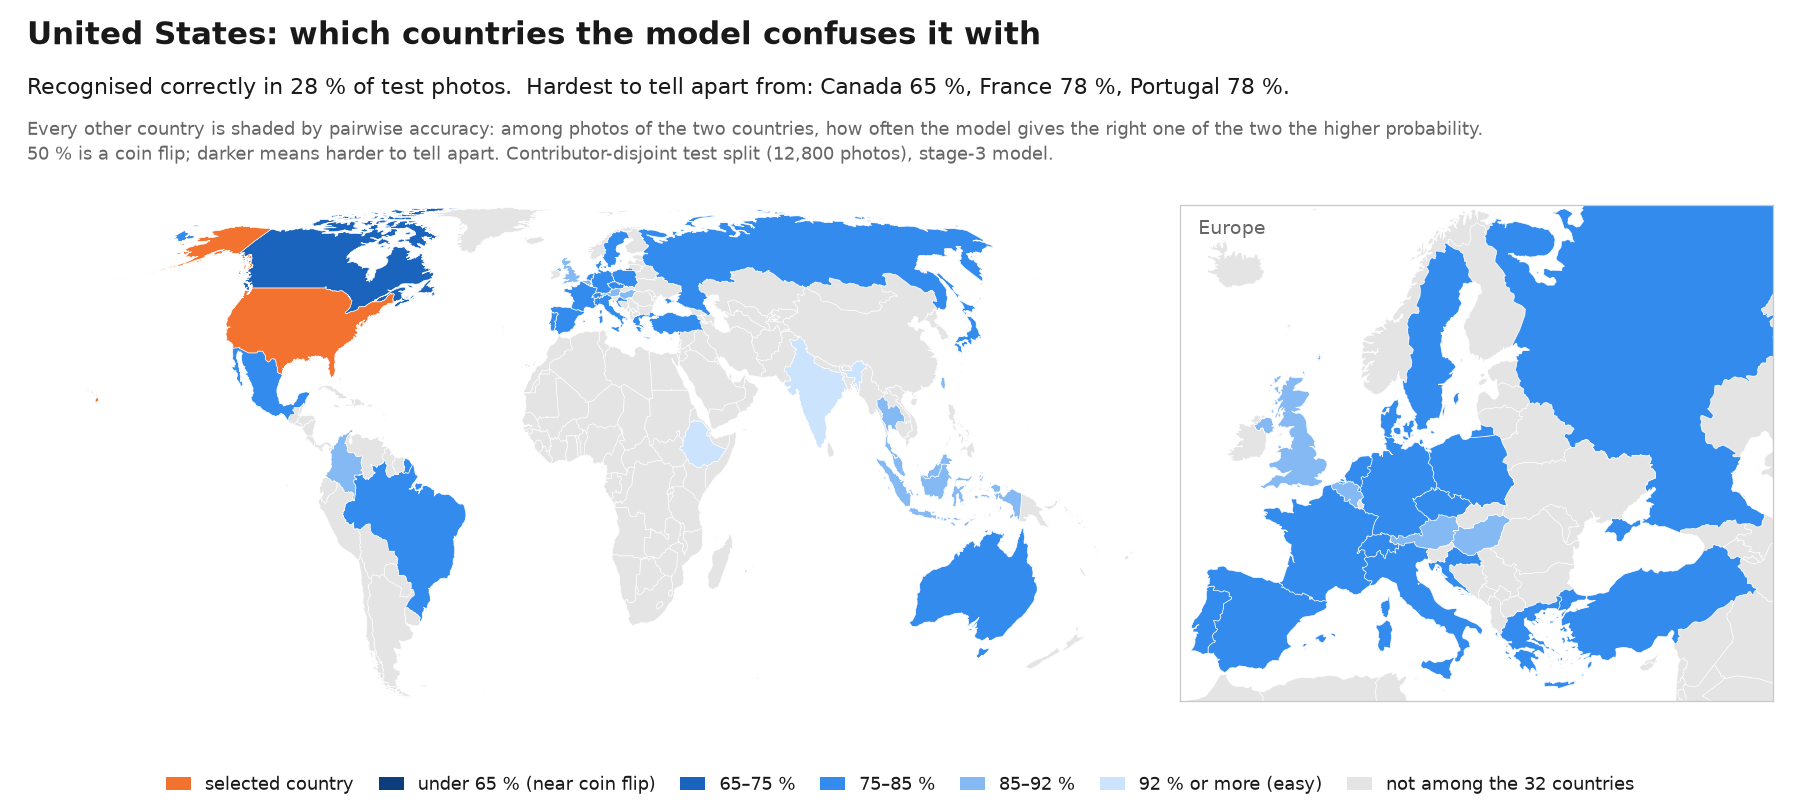 United States: which countries the model confuses it with
Recognised correctly in 28 % of test photos.  Hardest to tell apart from: Canada 65 %, France 78 %, Portugal 78 %.
Every other country is shaded by pairwise accuracy: among photos of the two countries, how often the model gives the right one of the two the higher probability.
50 % is a coin flip; darker means harder to tell apart. Contributor-disjoint test split (12,800 photos), stage-3 model.
Europe
selected country
under 65 % (near coin flip)
65–75 %
75–85 %
85–92 %
92 % or more (easy)
not among the 32 countries